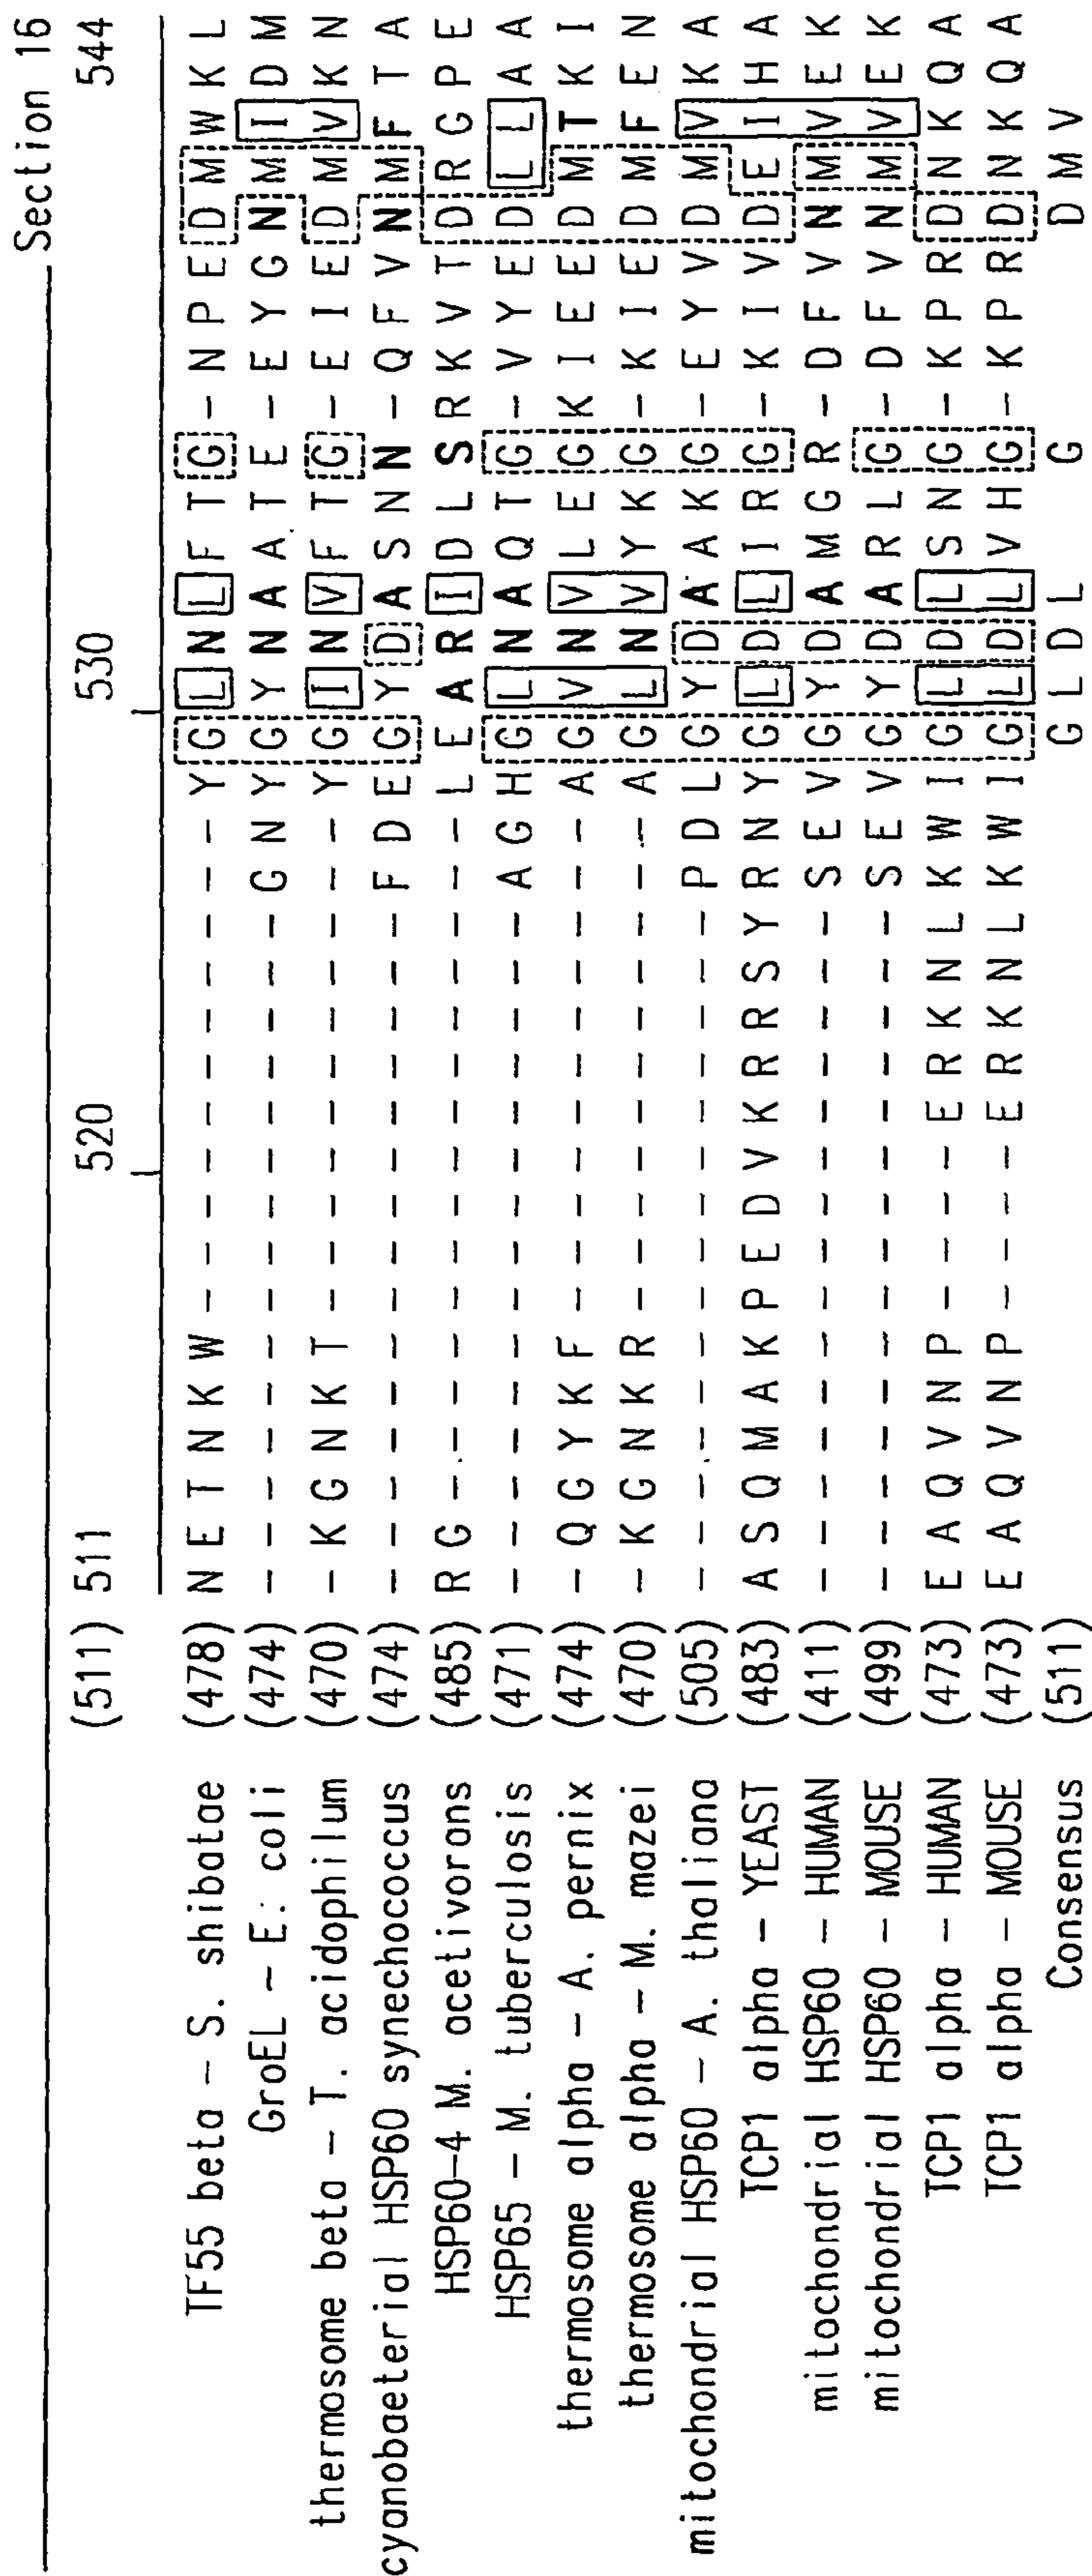 Section 16
(511) 511 520 530 544
TF55 beta – S. shibatae (478) N E T N K W - - - - - - - - - - - Y G L N L F T G - N P E D M W K L
GroEL – E. coli (474) - - - - - - - - - - - - - - - G N Y G Y N A A T E - E Y G N M I D M
thermosome beta – T. acidophilum (470) - K G N K T - - - - - - - - - - - Y G I N V F T G - E I E D M V K N
cyanobaeterial HSP60 synechococcus (474) - - - - - - - - - - - - - - - F D E G Y D A S N N - Q F V N M F T A
HSP60–4 M. acetivorons (485) R G - - - - - - - - - - - - - - - L E A R I D L S R K V T D R G P E
HSP65 – M. tuberculosis (471) - - - - - - - - - - - - - - - A G H G L N A Q T G - V Y E D L L A A
thermosome alpha – A. pernix (474) - Q G Y K F - - - - - - - - - - - A G V N V L E G K I E E D M T K I
thermosome alpha – M. mazei (470) - K G N K R - - - - - - - - - - - A G L N V Y K G - K I E D M F E N
mitochondrial HSP60 – A. thaliana (505) - - - - - - - - - - - - - - - P D L G Y D A A K G - E Y V D M V K A
TCP1 alpha – YEAST (483) A S Q M A K P E D V K R R S Y R N Y G L D L I R G - K I V D E I H A
mitochondrial HSP60 – HUMAN (411) - - - - - - - - - - - - - - - S E V G Y D A M G R - D F V N M V E K
mitochondrial HSP60 – MOUSE (499) - - - - - - - - - - - - - - - S E V G Y D A R L G - D F V N M V E K
TCP1 alpha – HUMAN (473) E A Q V N P - - - - E R K N L K W I G L D L S N G - K P R D N K Q A
TCP1 alpha – MOUSE (473) E A Q V N P - - - - E R K N L K W I G L D L V H G - K P R D N K Q A
Consensus (511) G L D L G D M V